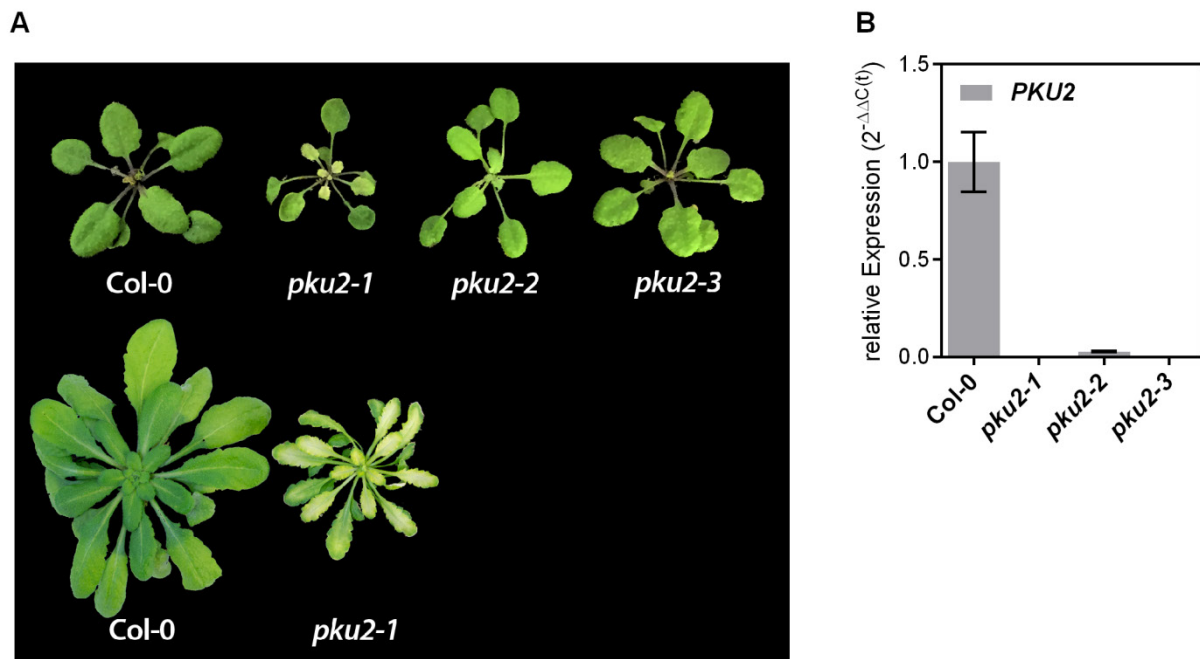 A
Col-0
pku2-1
pku2-2
pku2-3
Col-0
pku2-1
B
relative Expression (2^-ΔΔC(t))
1.5
1.0
0.5
0.0
PKU2
Col-0
pku2-1
pku2-2
pku2-3